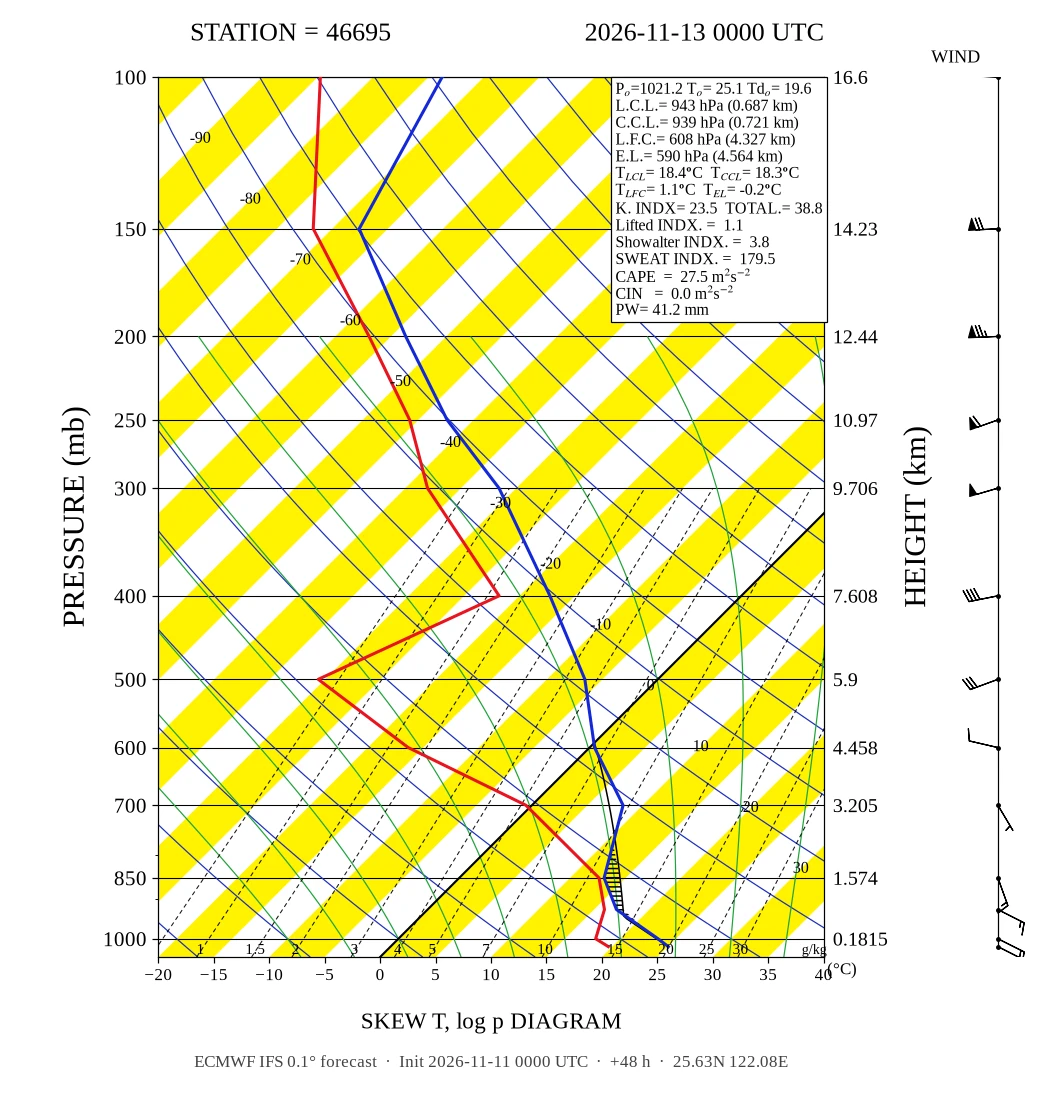 STATION = 46695
2026-11-13 0000 UTC
WIND
100
16.6
Pₒ=1021.2 Tₒ= 25.1 Tdₒ= 19.6
L.C.L.= 943 hPa (0.687 km)
C.C.L.= 939 hPa (0.721 km)
L.F.C.= 608 hPa (4.327 km)
E.L.= 590 hPa (4.564 km)
T_LCL= 18.4°C T_CCL= 18.3°C
T_LFC= 1.1°C T_EL= -0.2°C
K. INDX= 23.5 TOTAL.= 38.8
Lifted INDX. = 1.1
Showalter INDX. = 3.8
SWEAT INDX. = 179.5
CAPE = 27.5 m²s⁻²
CIN = 0.0 m²s⁻²
PW= 41.2 mm
-90
-80
150
14.23
-70
-60
200
12.44
-50
250
10.97
-40
300
9.706
-30
-20
400
7.608
-10
500
5.9
0
600
4.458
10
700
3.205
20
850
1.574
30
1000
0.1815
1 1.5 2 3 4 5 7 10 15 20 25 30 g/kg
−20 −15 −10 −5 0 5 10 15 20 25 30 35 40
(°C)
PRESSURE (mb)
HEIGHT (km)
SKEW T, log p DIAGRAM
ECMWF IFS 0.1° forecast · Init 2026-11-11 0000 UTC · +48 h · 25.63N 122.08E